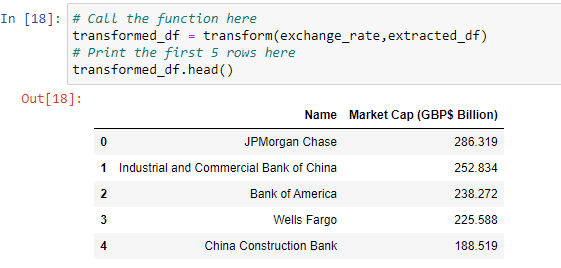 In [18]: # Call the function here
transformed_df = transform(exchange_rate,extracted_df)
# Print the first 5 rows here
transformed_df.head()
Out[18]:
Name Market Cap (GBP$ Billion)
0 JPMorgan Chase 286.319
1 Industrial and Commercial Bank of China 252.834
2 Bank of America 238.272
3 Wells Fargo 225.588
4 China Construction Bank 188.519